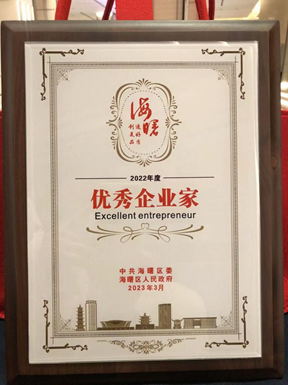 海曙
2022年度
优秀企业家
Excellent entrepreneur
中共海曙区委
海曙区人民政府
2023年3月